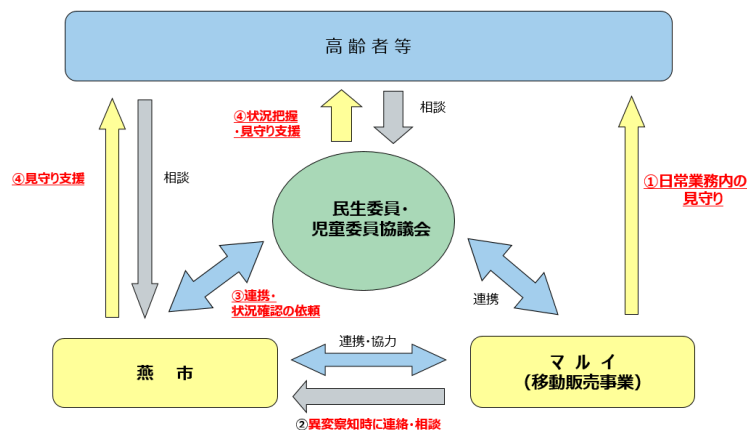 高齢者等
④状況把握
・見守り支援
相談
④見守り支援
相談
①日常業務内の
見守り
民生委員・
児童委員協議会
③連携・
状況確認の依頼
連携
連携・協力
燕　市
マルイ
（移動販売事業）
②異変察知時に連絡・相談